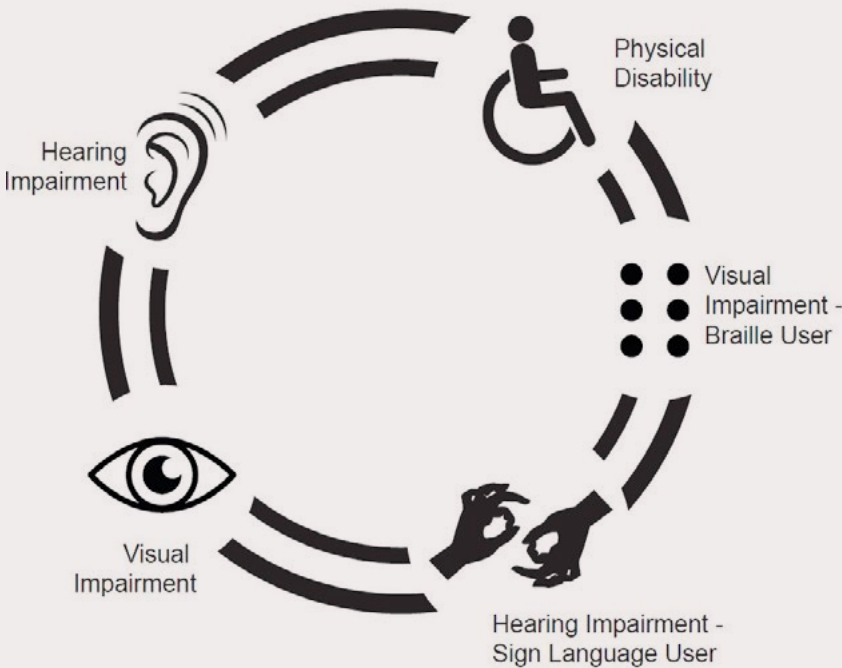 Physical
Disability
Hearing
Impairment
Visual
Impairment -
Braille User
Visual
Impairment
Hearing Impairment -
Sign Language User